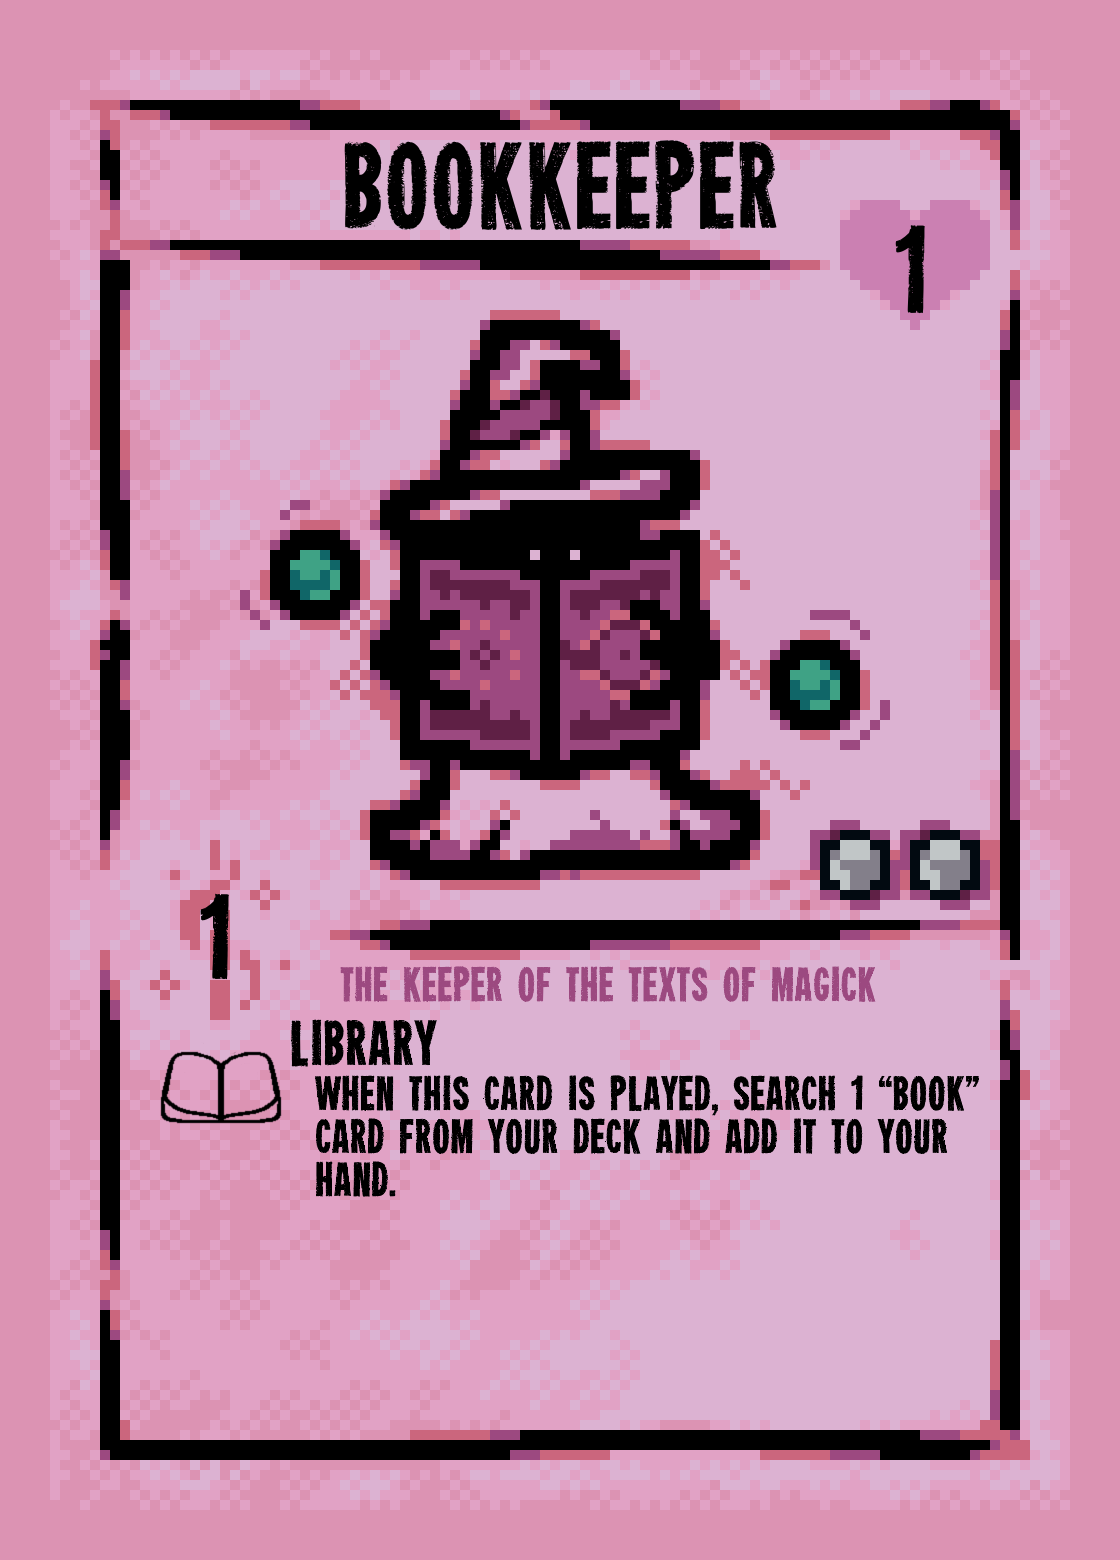 BOOKKEEPER
1
1
THE KEEPER OF THE TEXTS OF MAGICK
LIBRARY
WHEN THIS CARD IS PLAYED, SEARCH 1 “BOOK”
CARD FROM YOUR DECK AND ADD IT TO YOUR
HAND.